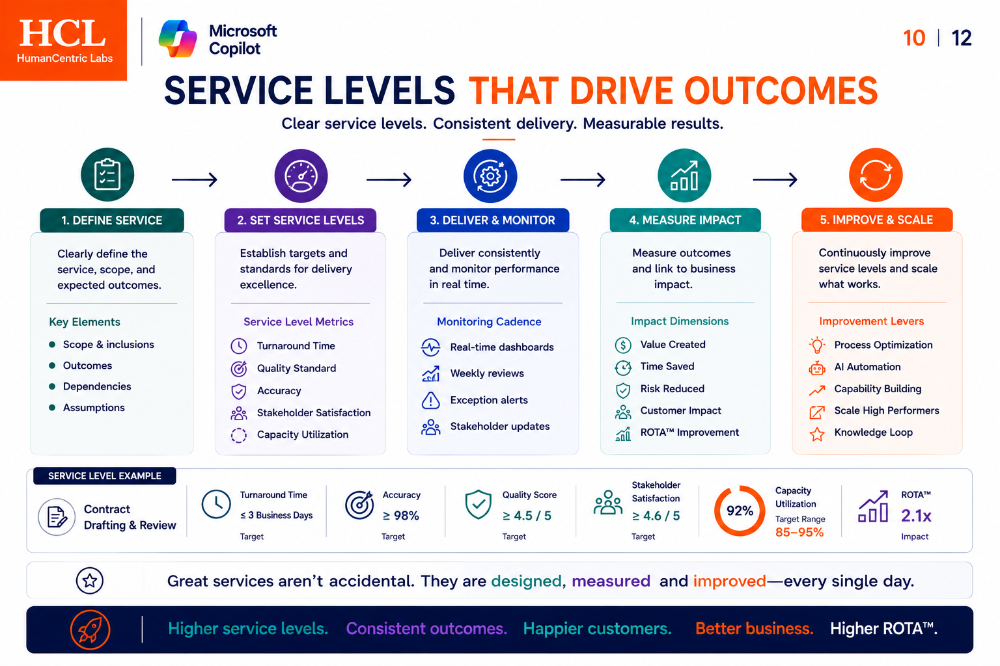 HCL
HumanCentric Labs
Microsoft
Copilot
10 | 12
SERVICE LEVELS THAT DRIVE OUTCOMES
Clear service levels. Consistent delivery. Measurable results.
1. DEFINE SERVICE
Clearly define the
service, scope, and
expected outcomes.
Key Elements
Scope & inclusions
Outcomes
Dependencies
Assumptions
2. SET SERVICE LEVELS
Establish targets and
standards for delivery
excellence.
Service Level Metrics
Turnaround Time
Quality Standard
Accuracy
Stakeholder Satisfaction
Capacity Utilization
3. DELIVER & MONITOR
Deliver consistently
and monitor performance
in real time.
Monitoring Cadence
Real-time dashboards
Weekly reviews
Exception alerts
Stakeholder updates
4. MEASURE IMPACT
Measure outcomes
and link to business
impact.
Impact Dimensions
Value Created
Time Saved
Risk Reduced
Customer Impact
ROTA™ Improvement
5. IMPROVE & SCALE
Continuously improve
service levels and scale
what works.
Improvement Levers
Process Optimization
AI Automation
Capability Building
Scale High Performers
Knowledge Loop
SERVICE LEVEL EXAMPLE
Contract
Drafting & Review
Turnaround Time
≤ 3 Business Days
Target
Accuracy
≥ 98%
Target
Quality Score
≥ 4.5 / 5
Target
Stakeholder
Satisfaction
≥ 4.6 / 5
Target
92%
Capacity
Utilization
Target Range
85–95%
ROTA™
2.1x
Impact
Great services aren't accidental. They are designed, measured and improved—every single day.
Higher service levels. Consistent outcomes. Happier customers. Better business. Higher ROTA™.